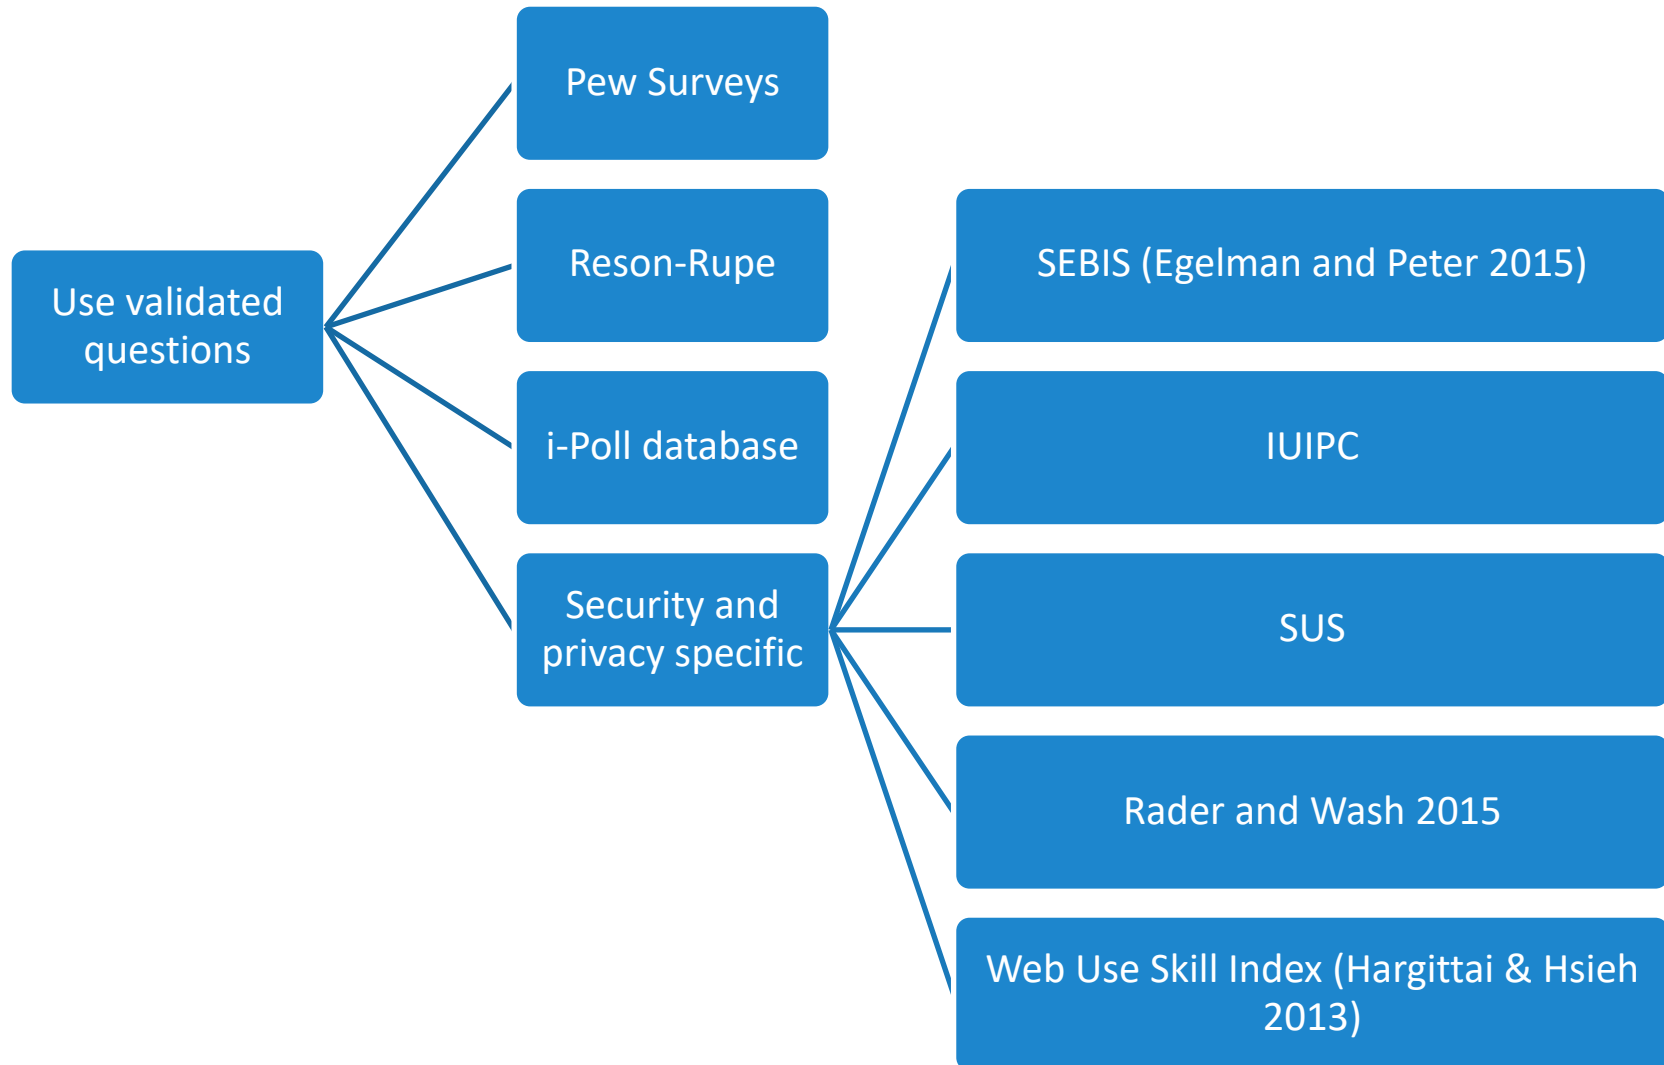 Use validated
questions
Pew Surveys
Reson-Rupe
i-Poll database
Security and
privacy specific
SEBIS (Egelman and Peter 2015)
IUIPC
SUS
Rader and Wash 2015
Web Use Skill Index (Hargittai & Hsieh
2013)